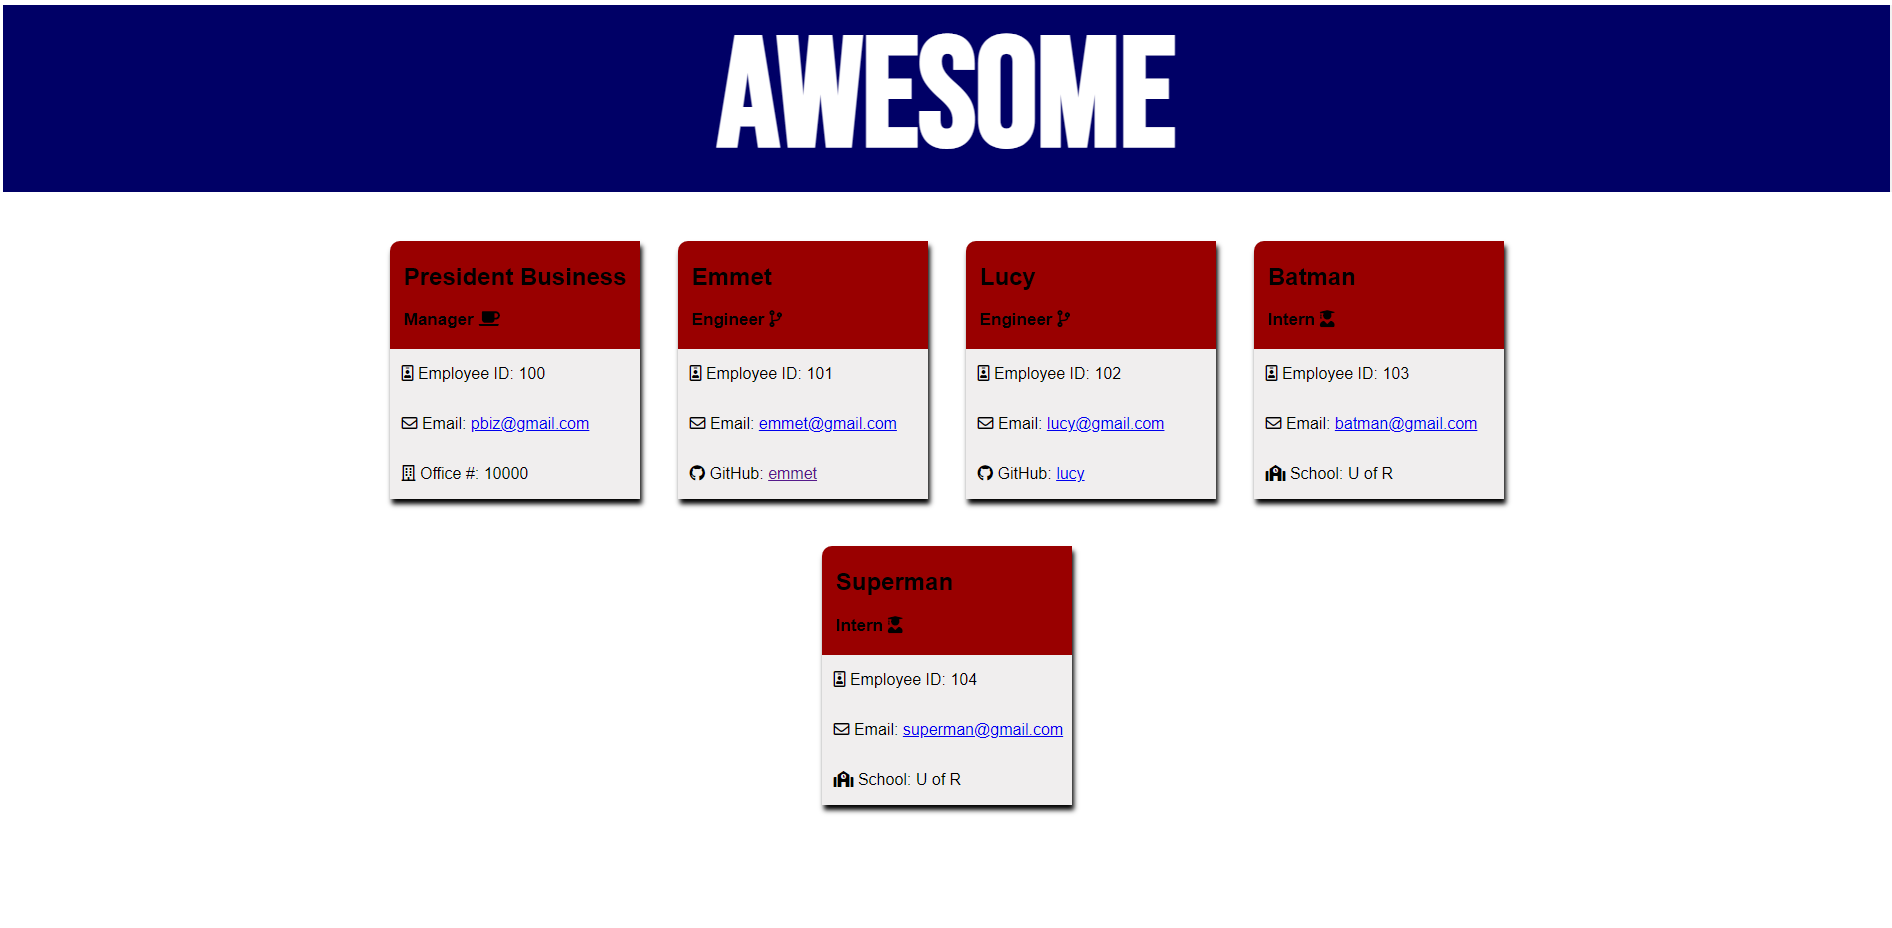 AWESOME
President Business
Manager
Employee ID: 100
Email: pbiz@gmail.com
Office #: 10000
Emmet
Engineer
Employee ID: 101
Email: emmet@gmail.com
GitHub: emmet
Lucy
Engineer
Employee ID: 102
Email: lucy@gmail.com
GitHub: lucy
Batman
Intern
Employee ID: 103
Email: batman@gmail.com
School: U of R
Superman
Intern
Employee ID: 104
Email: superman@gmail.com
School: U of R